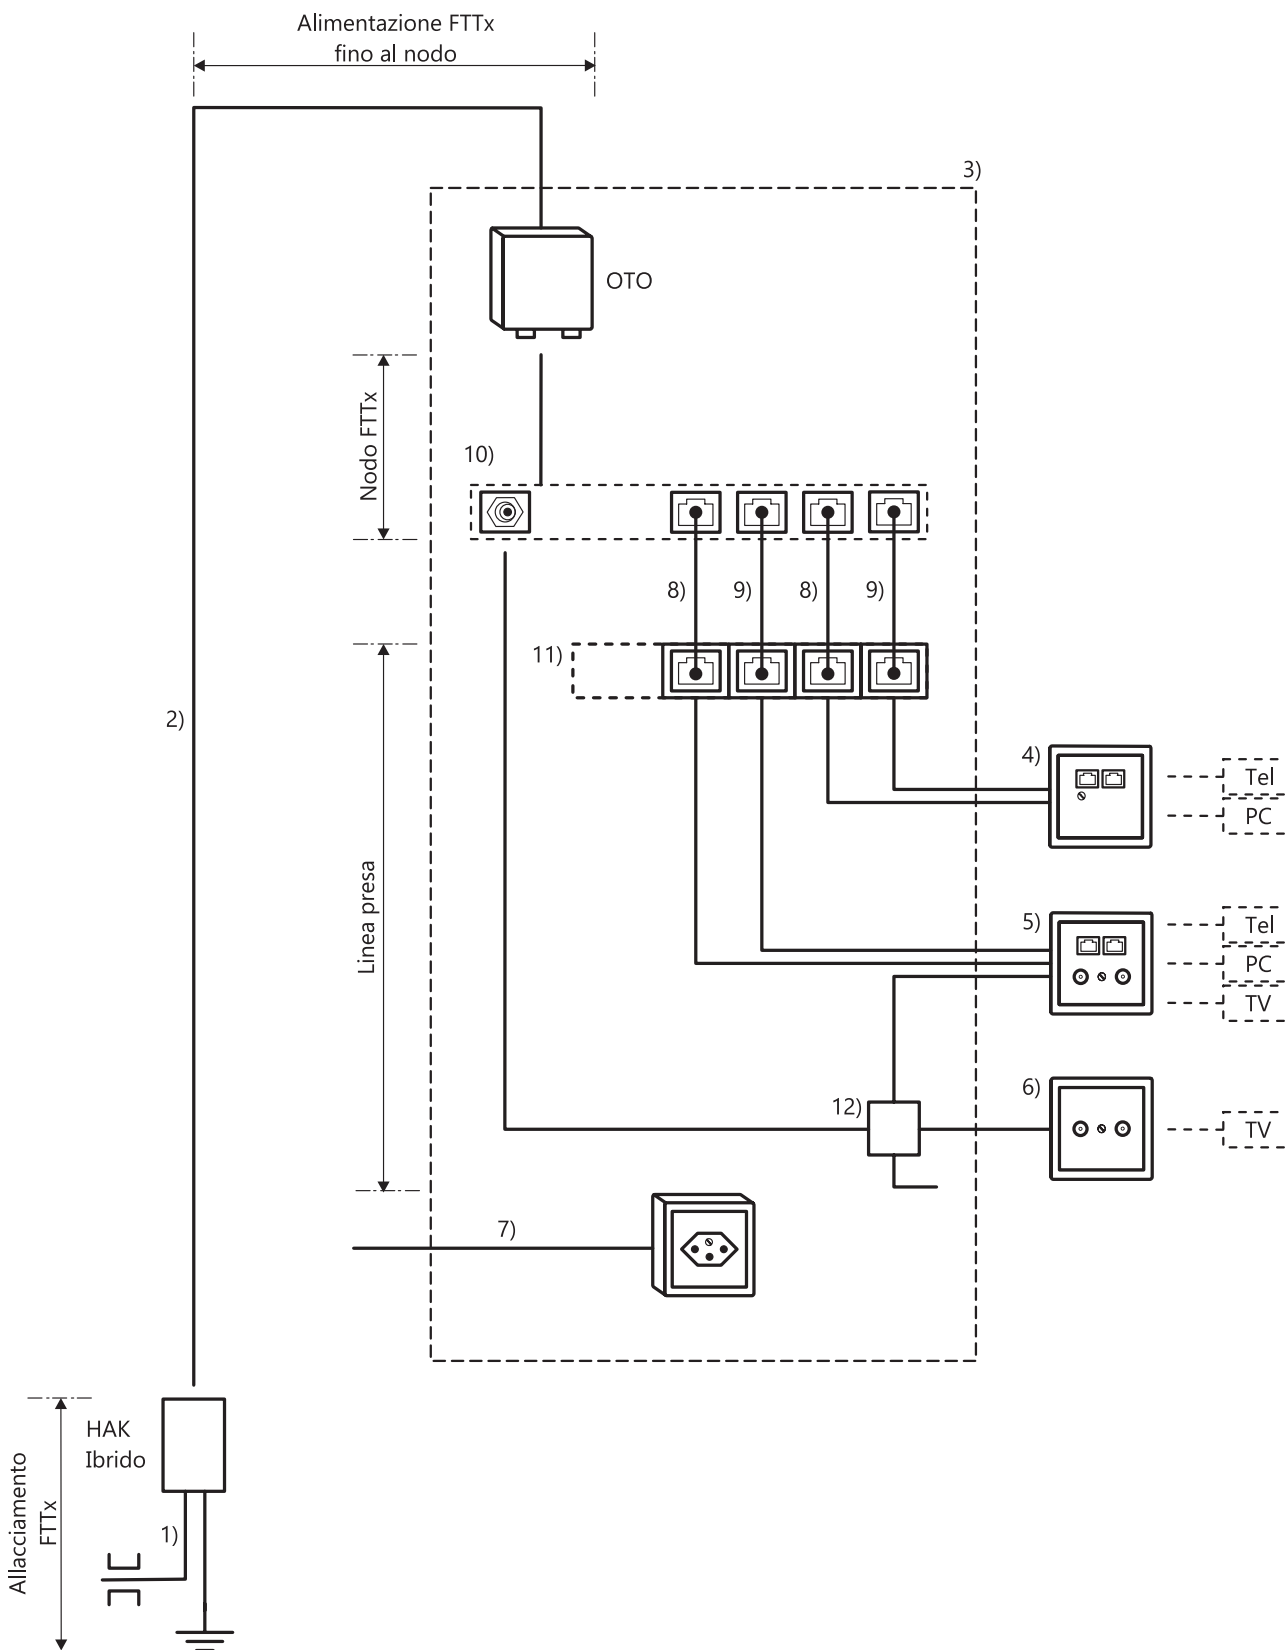 Alimentazione FTTx
fino al nodo
3)
OTO
Nodo FTTx
10)
8)
9)
8)
9)
11)
2)
4)
Tel
PC
Linea presa
5)
Tel
PC
TV
12)
6)
TV
7)
HAK
Ibrido
Allacciamento
FTTx
1)